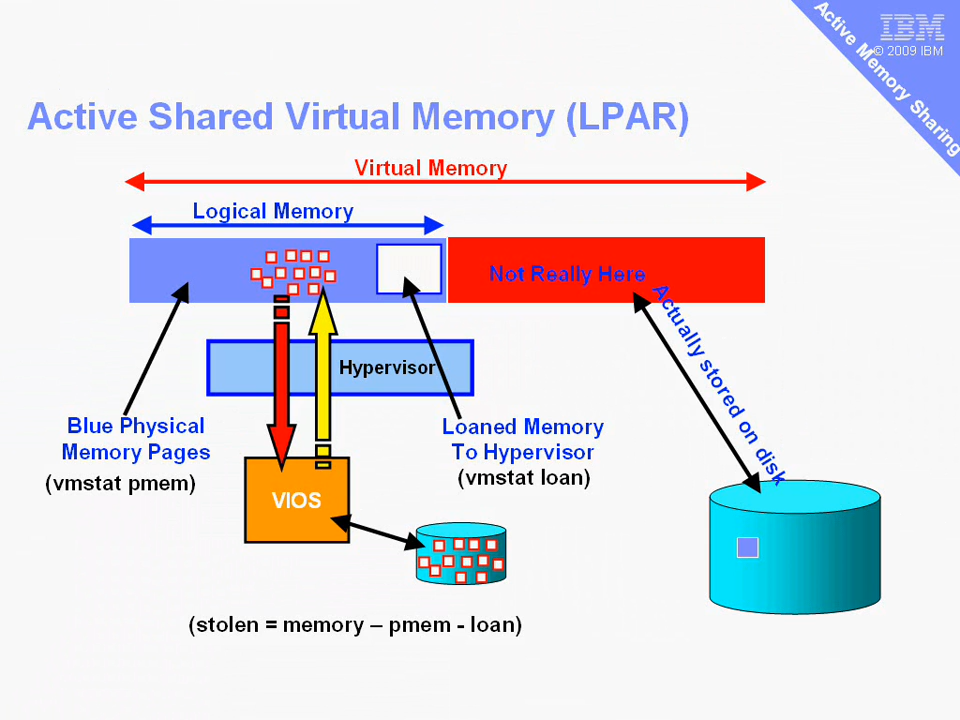 IBM
© 2009 IBM
Active Memory Sharing
Active Shared Virtual Memory (LPAR)
Virtual Memory
Logical Memory
Not Really Here
Actually stored on disk
Hypervisor
Blue Physical
Memory Pages
(vmstat pmem)
Loaned Memory
To Hypervisor
(vmstat loan)
VIOS
(stolen = memory – pmem - loan)